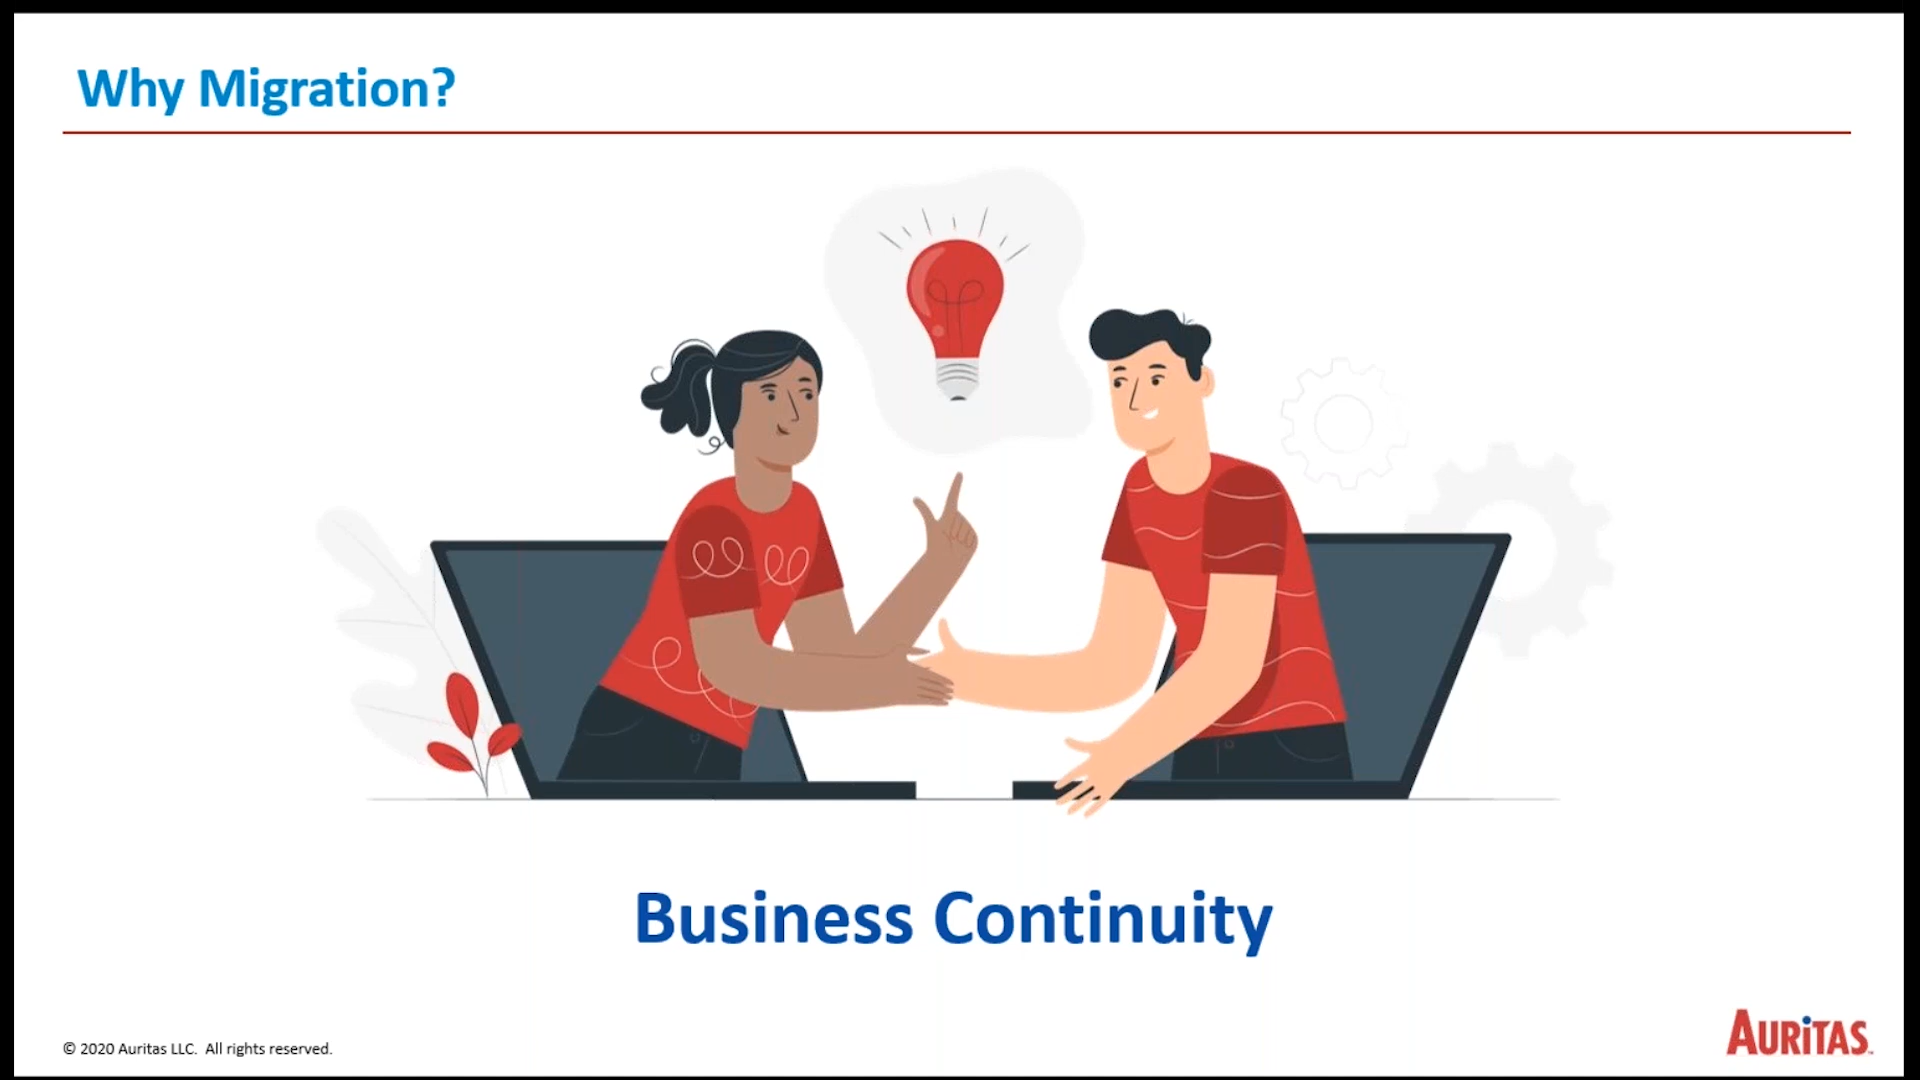 Why Migration?
Business Continuity
© 2020 Auritas LLC. All rights reserved.
AURiTAS